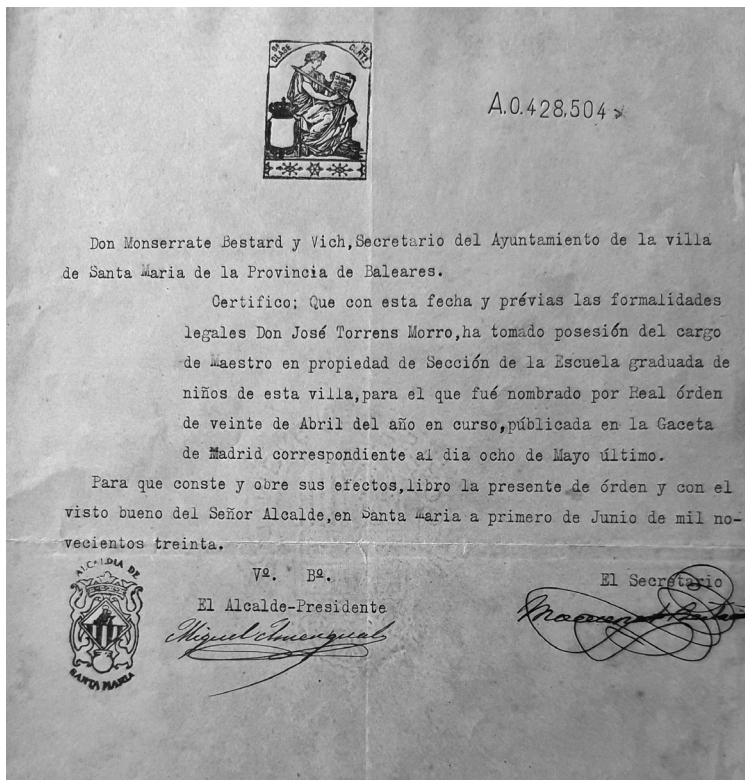 8ª CLASE
A.0.428,504
Don Monserrate Bestard y Vich,Secretario del Ayuntamiento de la villa
de Santa Maria de la Provincia de Baleares.
Certifico: Que con esta fecha y prévias las formalidades
legales Don José Torrens Morro,ha tomado posesión del cargo
de Maestro en propiedad de Sección de la Escuela graduada de
niños de esta villa,para el que fué nombrado por Real órden
de veinte de Abril del año en curso,públicada en la Gaceta
de Madrid correspondiente al dia ocho de Mayo último.
Para que conste y obre sus efectos,libro la presente de órden y con el
visto bueno del Señor Alcalde,en Santa Maria a primero de Junio de mil no-
vecientos treinta.
ALCALDIA DE
SANTA MARIA
Vº. Bº.
El Alcalde-Presidente
Miguel Amengual
El Secretario